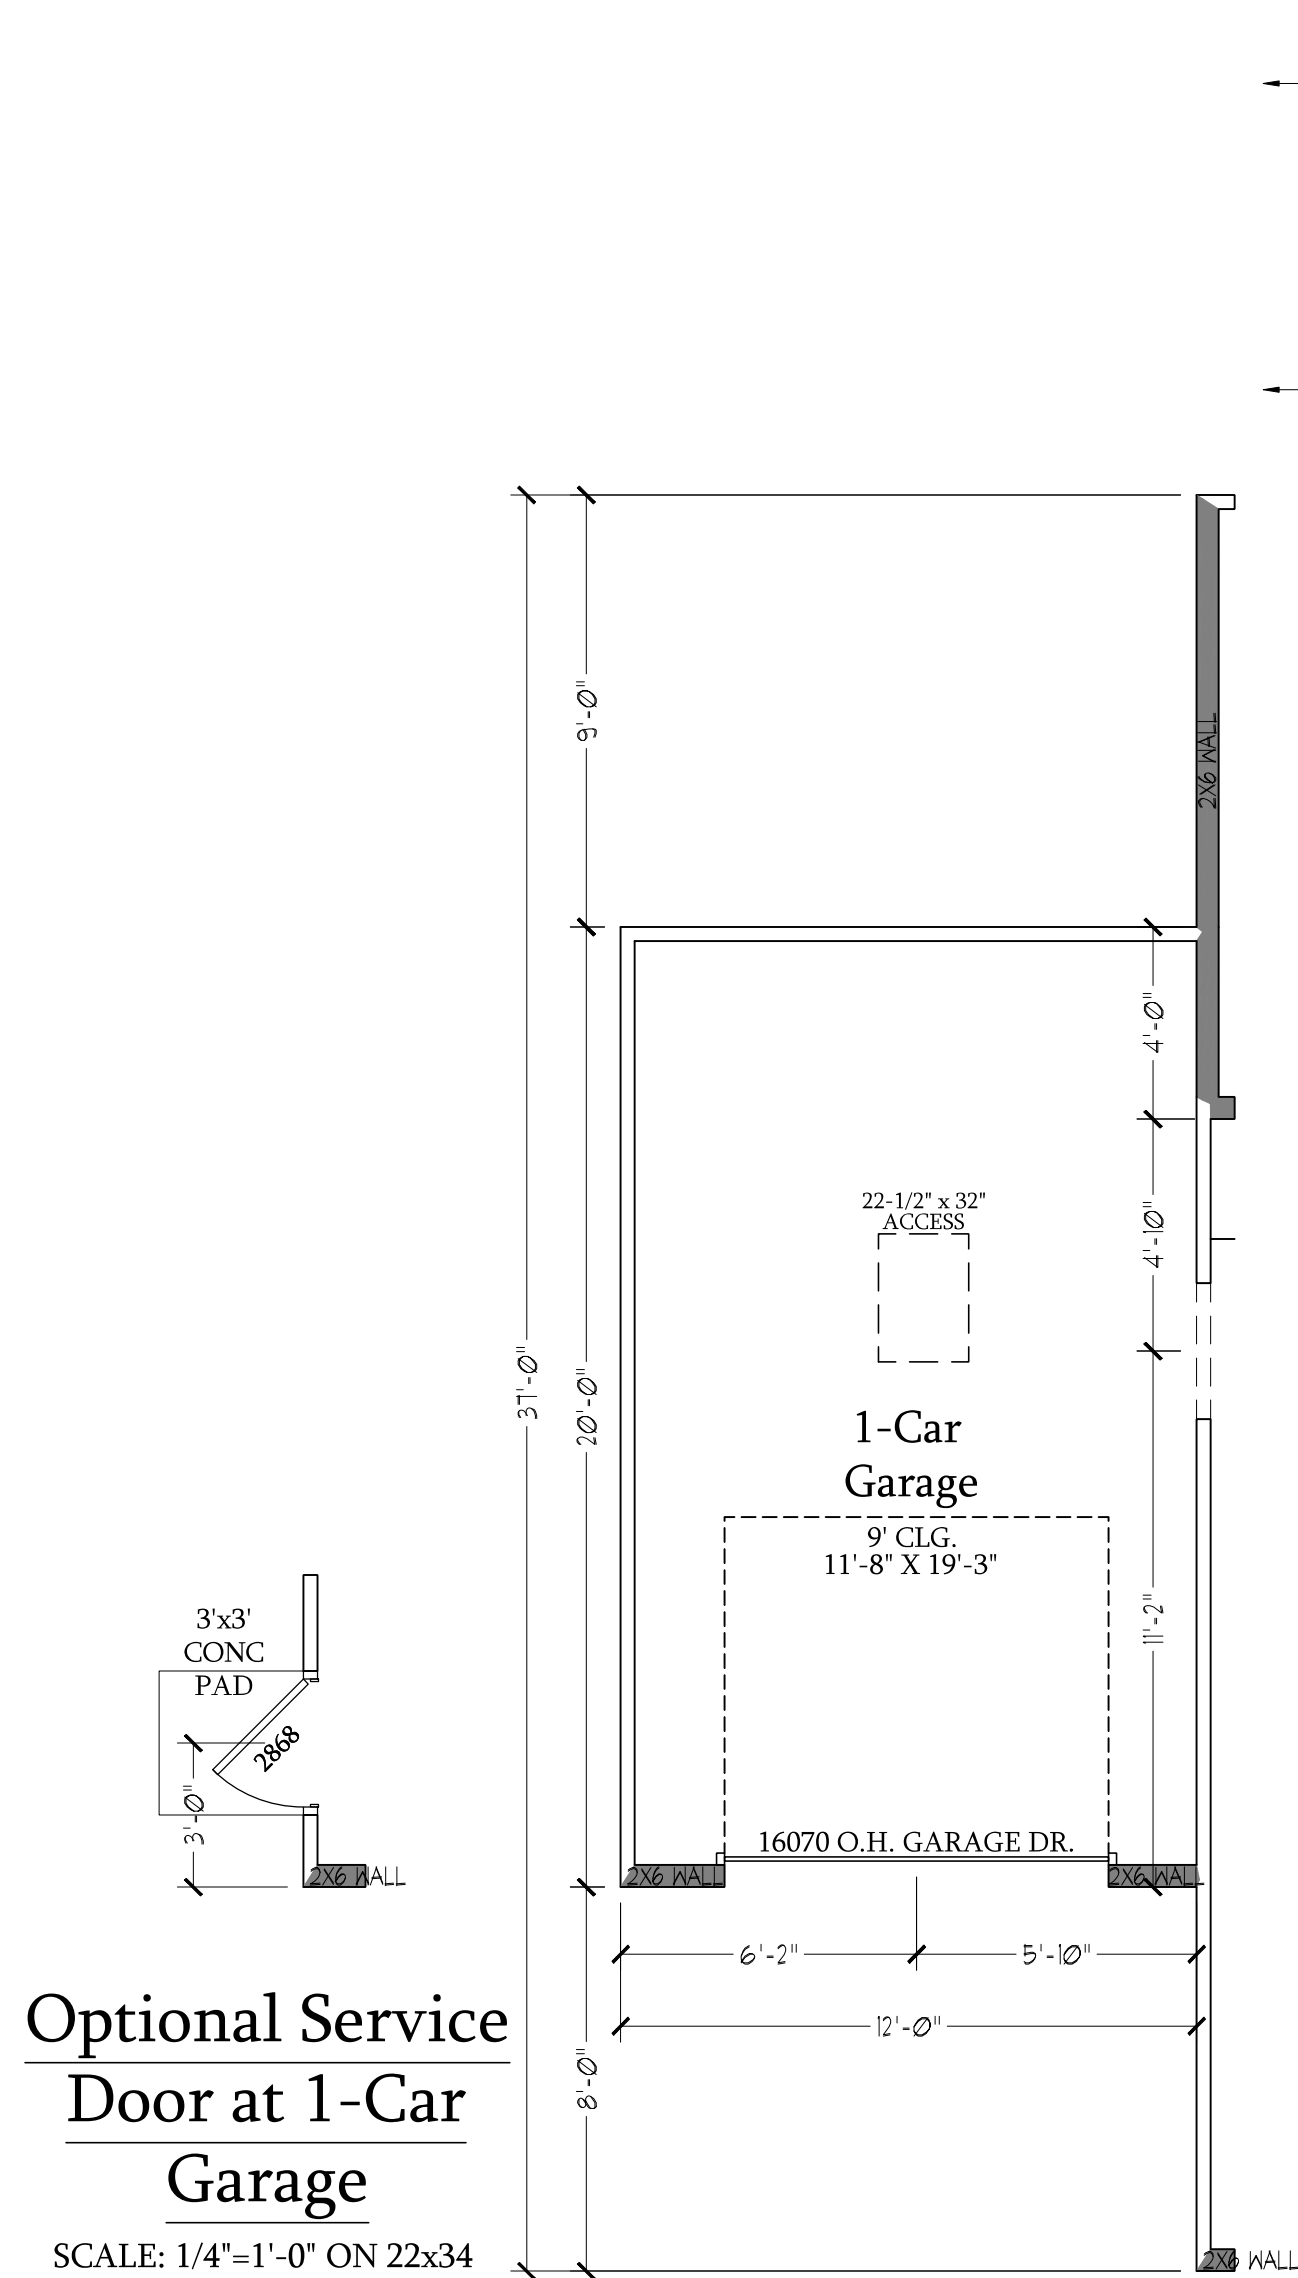 9'-0"
2X6 WALL
4'-0"
22-1/2" x 32"
ACCESS
4'-10"
37'-0"
20'-0"
1-Car
Garage
9' CLG.
11'-8" X 19'-3"
11'-2"
3'x3'
CONC
PAD
2868
3'-0"
16070 O.H. GARAGE DR.
2X6 WALL
2X6 WALL
2X6 WALL
6'-2"
5'-10"
12'-0"
8'-0"
Optional Service
Door at 1-Car
Garage
SCALE: 1/4"=1'-0" ON 22x34
2X6 WALL